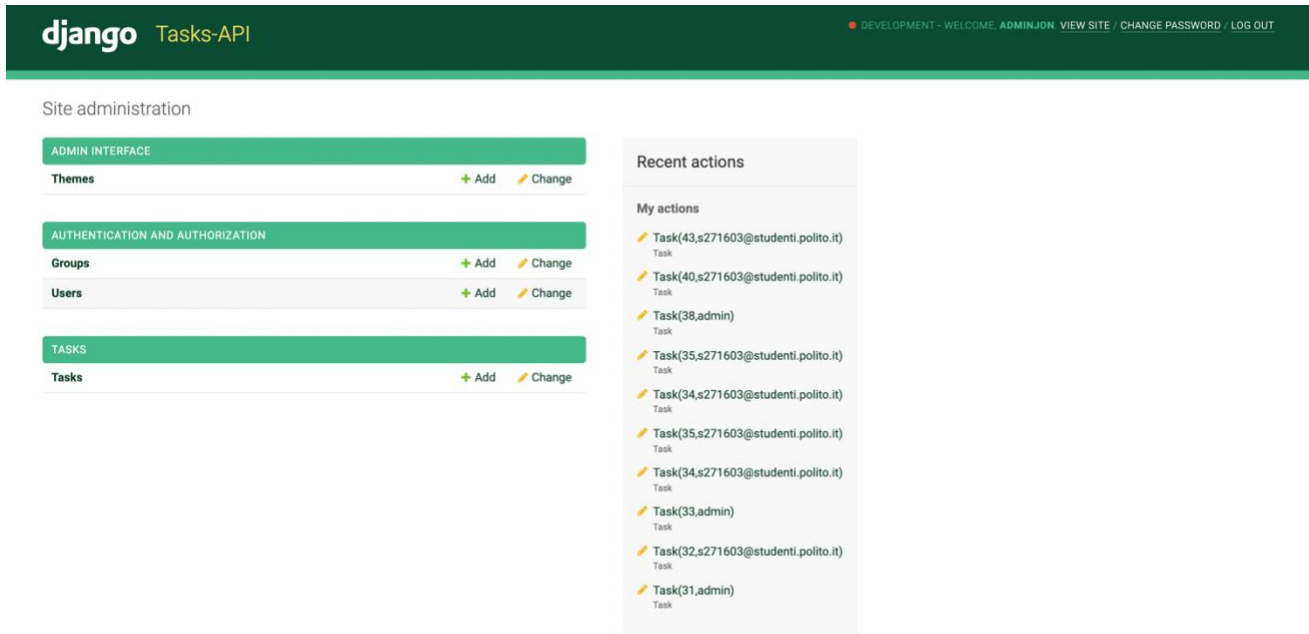 django Tasks-API
DEVELOPMENT - WELCOME, ADMINJON. VIEW SITE / CHANGE PASSWORD / LOG OUT
Site administration
ADMIN INTERFACE
Themes + Add Change
AUTHENTICATION AND AUTHORIZATION
Groups + Add Change
Users + Add Change
TASKS
Tasks + Add Change
Recent actions
My actions
Task(43,s271603@studenti.polito.it)
Task
Task(40,s271603@studenti.polito.it)
Task
Task(38,admin)
Task
Task(35,s271603@studenti.polito.it)
Task
Task(34,s271603@studenti.polito.it)
Task
Task(35,s271603@studenti.polito.it)
Task
Task(34,s271603@studenti.polito.it)
Task
Task(33,admin)
Task
Task(32,s271603@studenti.polito.it)
Task
Task(31,admin)
Task